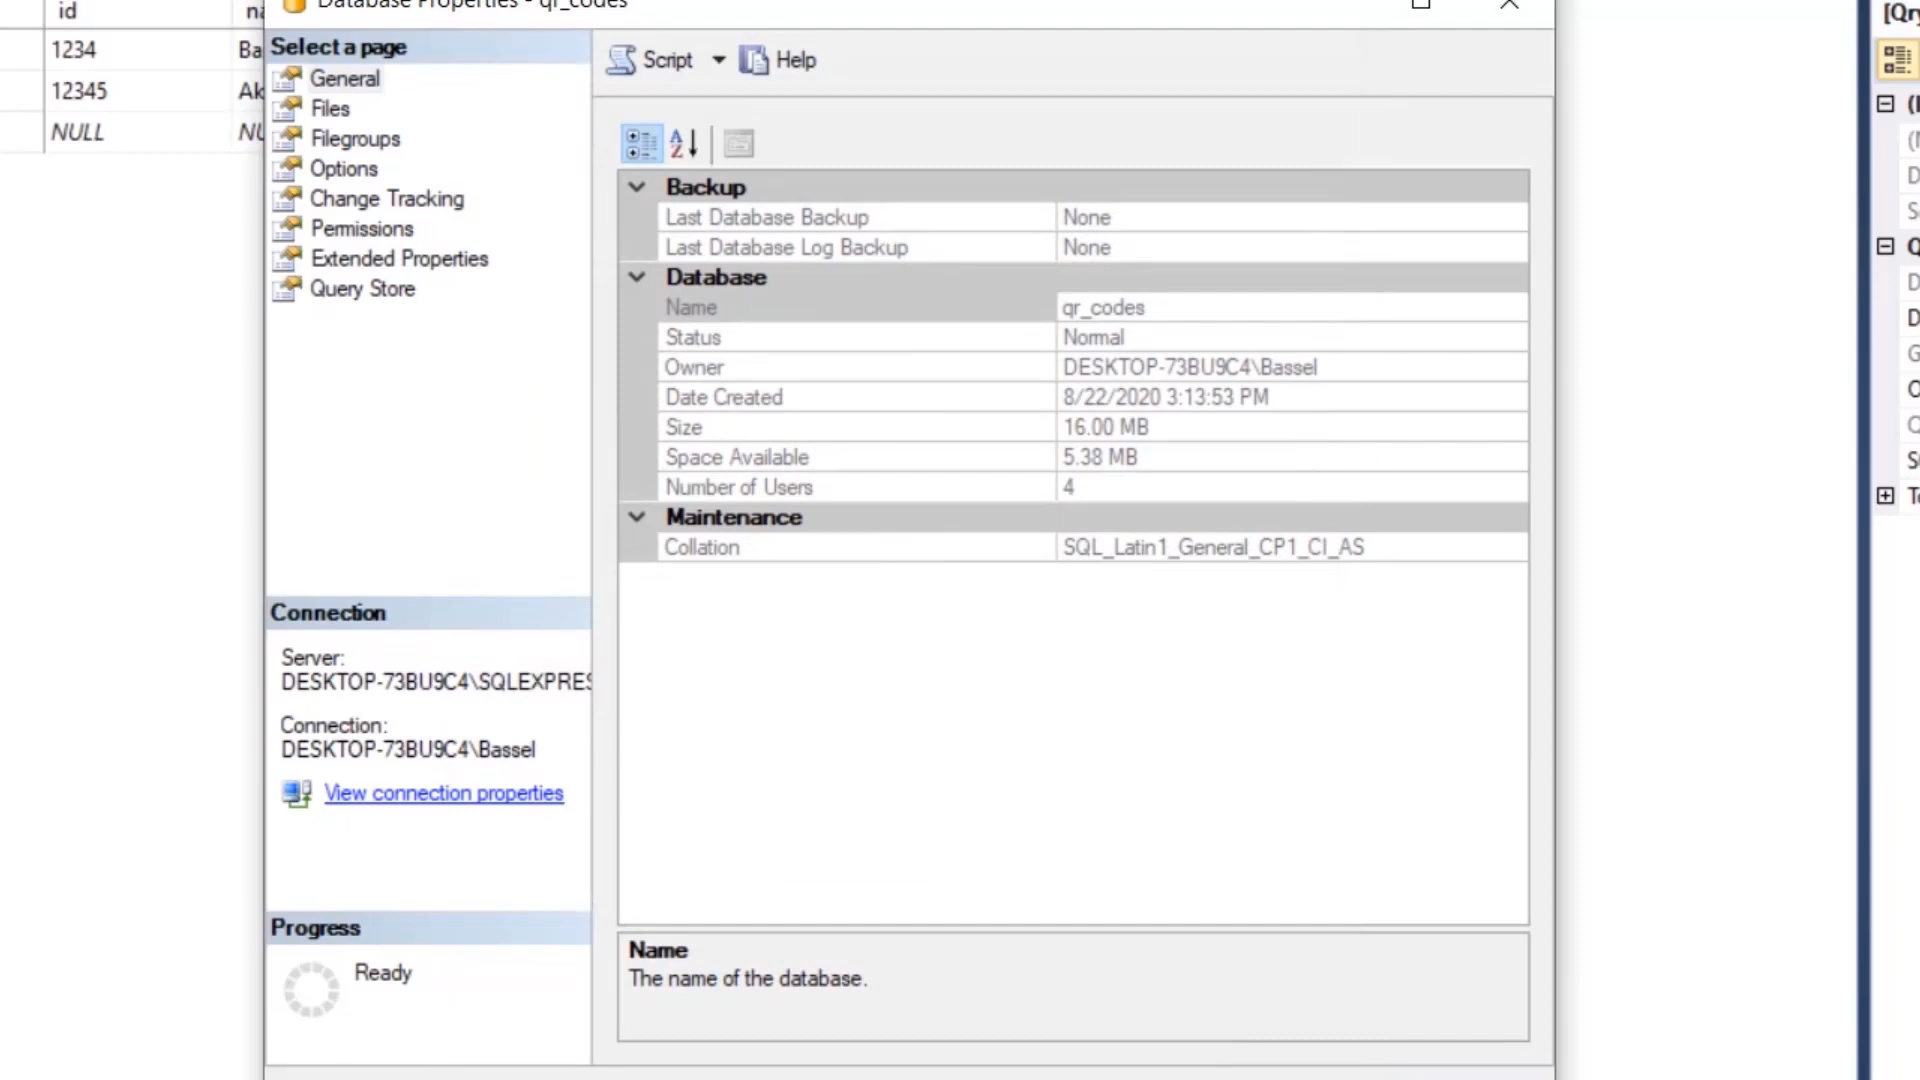 id
1234
12345
NULL
Database Properties - qr_codes
Select a page
General
Files
Filegroups
Options
Change Tracking
Permissions
Extended Properties
Query Store
Script
Help
Backup
Last Database Backup None
Last Database Log Backup None
Database
Name qr_codes
Status Normal
Owner DESKTOP-73BU9C4\Bassel
Date Created 8/22/2020 3:13:53 PM
Size 16.00 MB
Space Available 5.38 MB
Number of Users 4
Maintenance
Collation SQL_Latin1_General_CP1_CI_AS
Connection
Server:
DESKTOP-73BU9C4\SQLEXPRES
Connection:
DESKTOP-73BU9C4\Bassel
View connection properties
Progress
Ready
Name
The name of the database.